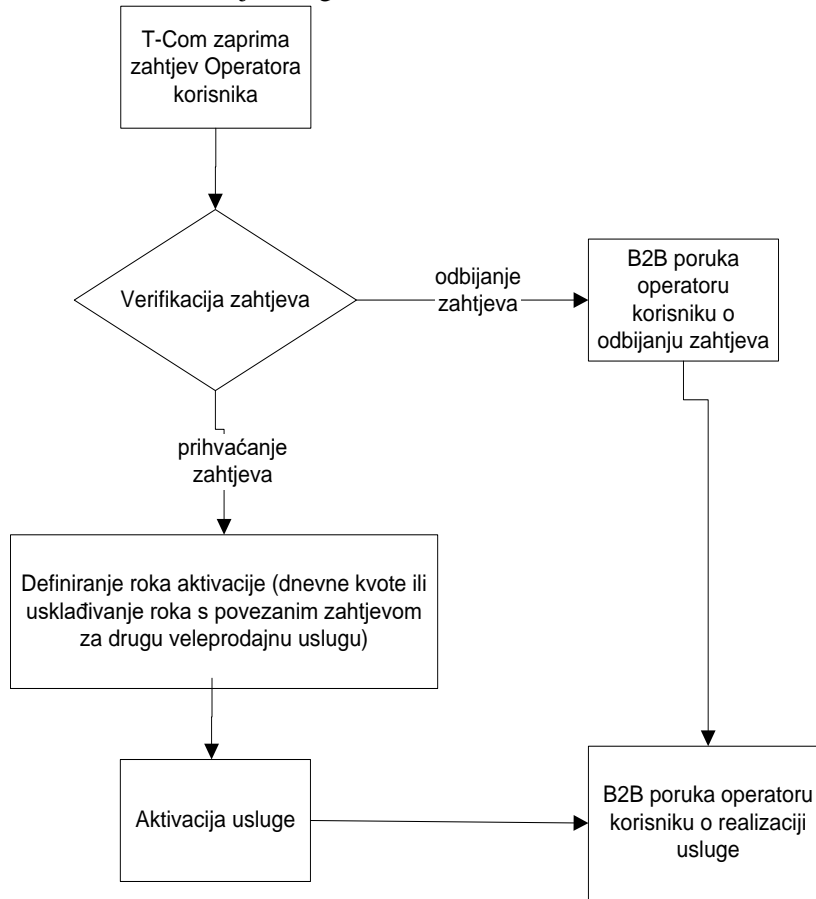 T-Com zaprima
zahtjev Operatora
korisnika
Verifikacija zahtjeva
odbijanje
zahtjeva
B2B poruka
operatoru
korisniku o
odbijanju zahtjeva
prihvaćanje
zahtjeva
Definiranje roka aktivacije (dnevne kvote ili
usklađivanje roka s povezanim zahtjevom
za drugu veleprodajnu uslugu)
Aktivacija usluge
B2B poruka operatoru
korisniku o realizaciji
usluge